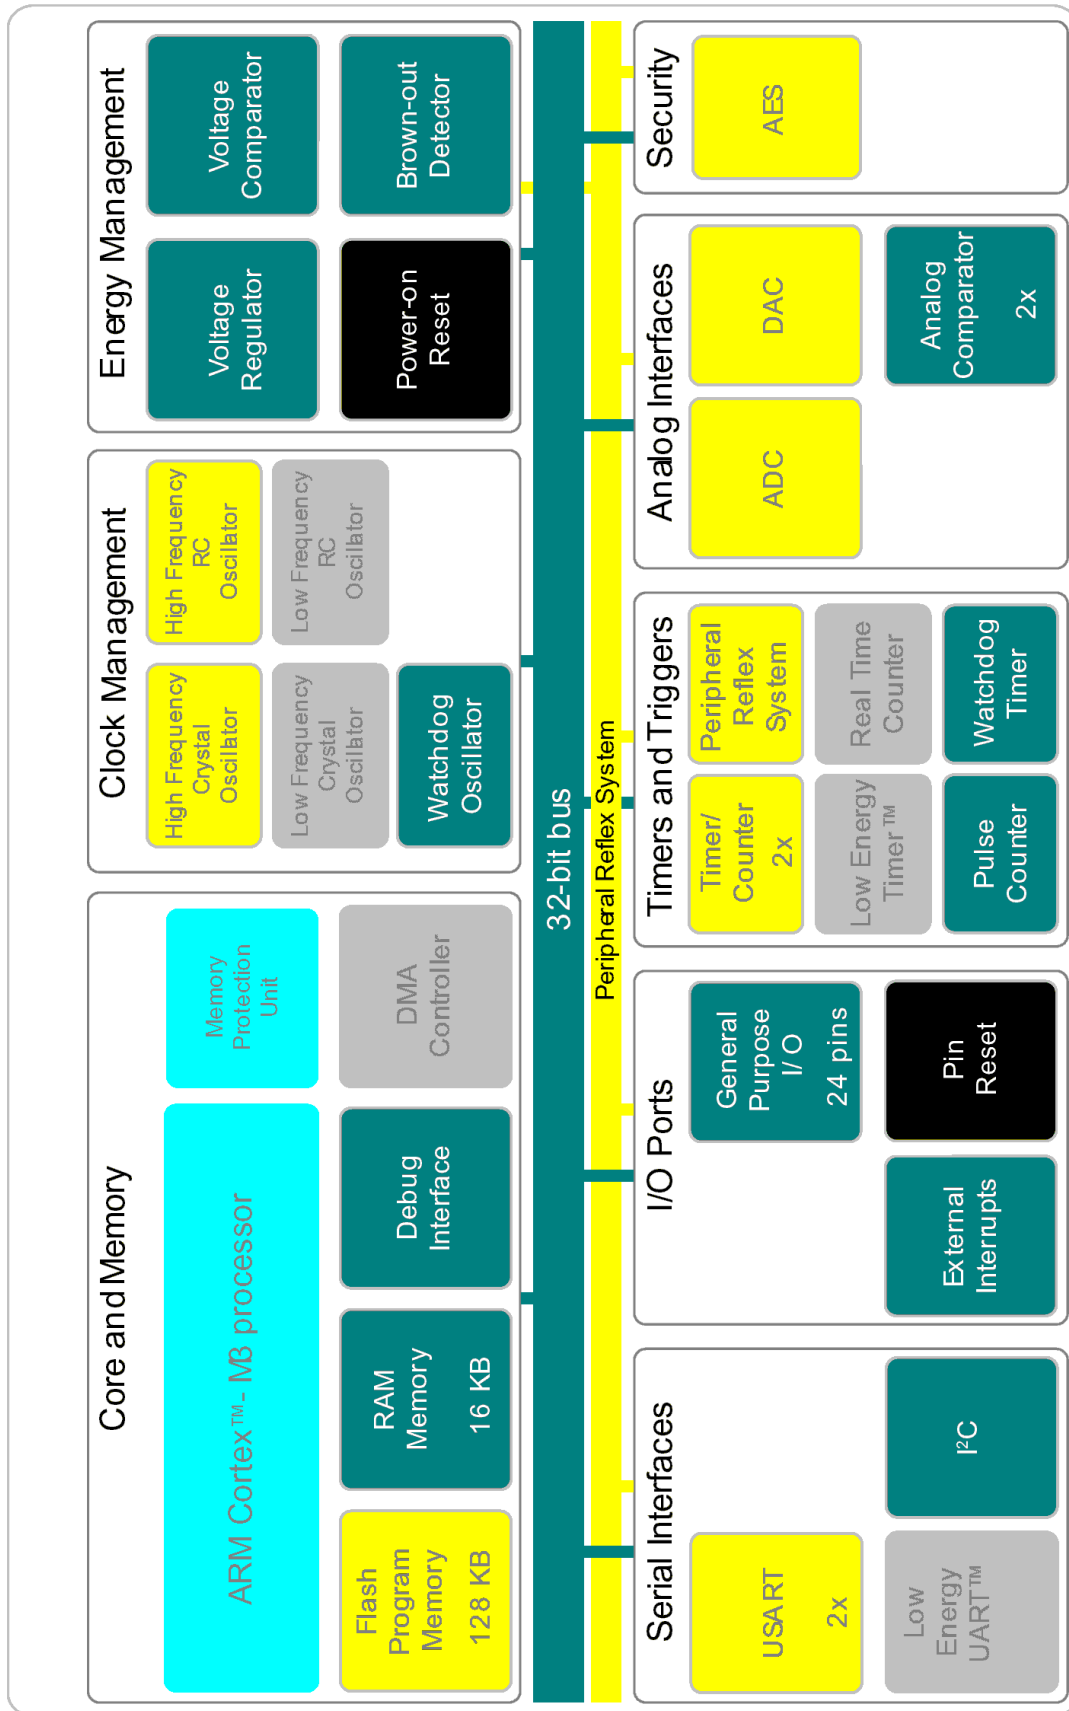 Core and Memory
ARM Cortex™- M3 processor
Memory
Protection
Unit
Flash
Program
Memory
128 KB
RAM
Memory
16 KB
Debug
Interface
DMA
Controller
Clock Management
High Frequency
Crystal
Oscillator
High Frequency
RC
Oscillator
Low Frequency
Crystal
Oscillator
Low Frequency
RC
Oscillator
Watchdog
Oscillator
Energy Management
Voltage
Regulator
Voltage
Comparator
Power-on
Reset
Brown-out
Detector
32-bit bus
Peripheral Reflex System
Serial Interfaces
USART
2x
Low
Energy
UART™
I²C
I/O Ports
General
Purpose
I/ O
24 pins
External
Interrupts
Pin
Reset
Timers and Triggers
Timer/
Counter
2x
Peripheral
Reflex
System
Low Energy
Timer™
Real Time
Counter
Pulse
Counter
Watchdog
Timer
Analog Interfaces
ADC
DAC
Analog
Comparator
2x
Security
AES